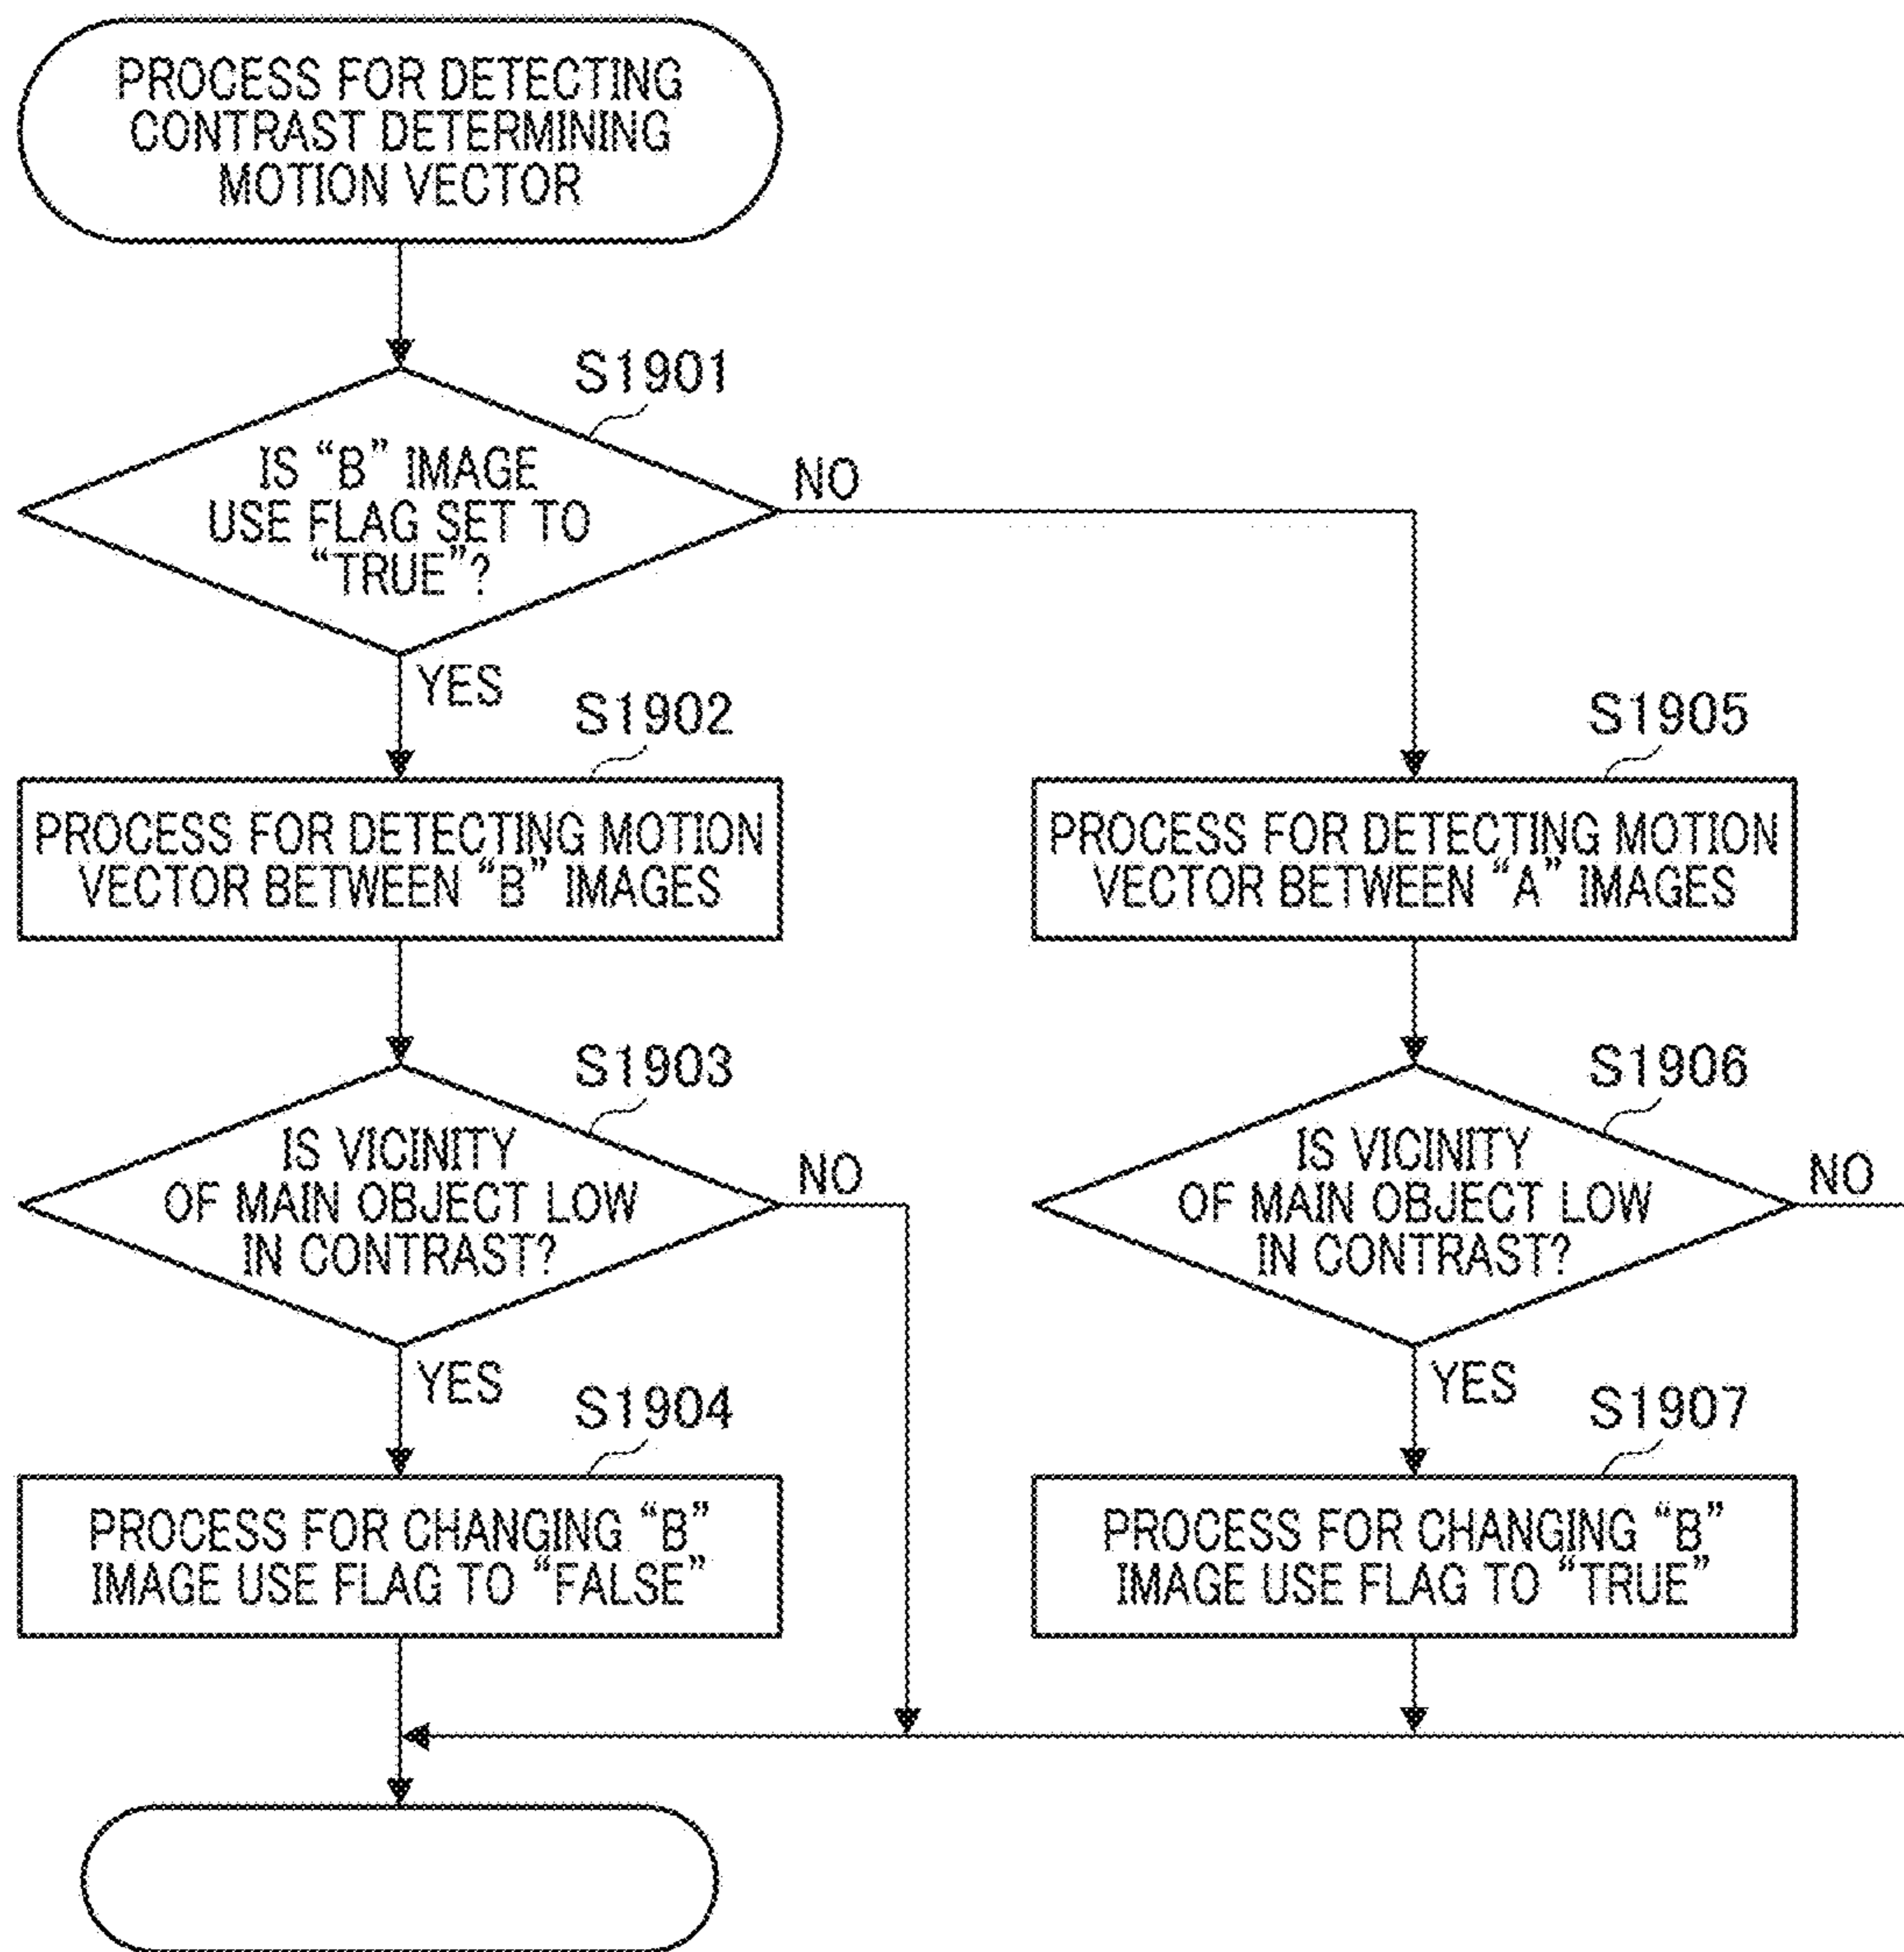 PROCESS FOR DETECTING
CONTRAST DETERMINING
MOTION VECTOR
S1901
IS “B” IMAGE
USE FLAG SET TO
“TRUE”?
NO
YES
S1902
PROCESS FOR DETECTING MOTION
VECTOR BETWEEN “B” IMAGES
S1903
IS VICINITY
OF MAIN OBJECT LOW
IN CONTRAST?
NO
YES
S1904
PROCESS FOR CHANGING “B”
IMAGE USE FLAG TO “FALSE”
S1905
PROCESS FOR DETECTING MOTION
VECTOR BETWEEN “A” IMAGES
S1906
IS VICINITY
OF MAIN OBJECT LOW
IN CONTRAST?
NO
YES
S1907
PROCESS FOR CHANGING “B”
IMAGE USE FLAG TO “TRUE”